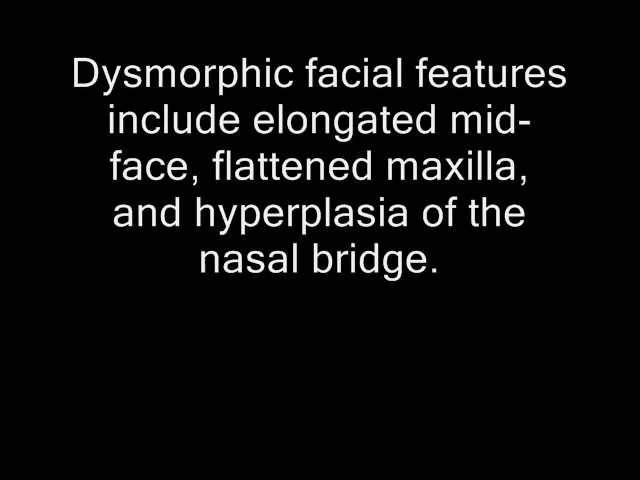 Dysmorphic facial features
include elongated mid-
face, flattened maxilla,
and hyperplasia of the
nasal bridge.